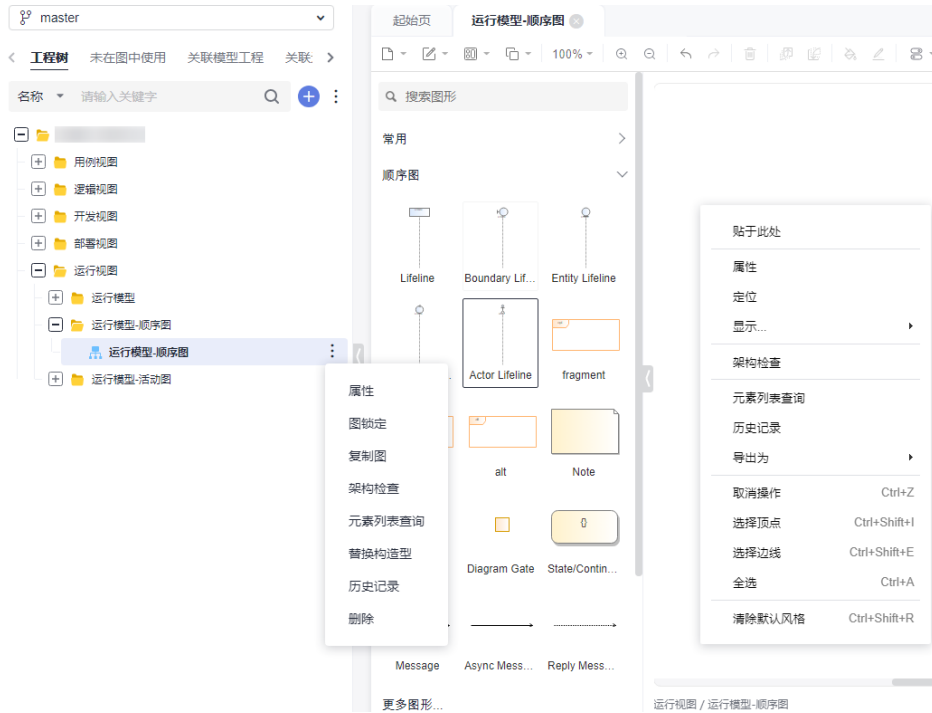 master
工程树 未在图中使用 关联模型工程
名称 请输入关键字
用例视图
逻辑视图
开发视图
部署视图
运行视图
运行模型
运行模型-顺序图
运行模型-顺序图
运行模型-活动图
属性
图锁定
复制图
架构检查
元素列表查询
替换构造型
历史记录
删除
起始页 运行模型-顺序图
100%
搜索图形
常用
顺序图
Lifeline Boundary Lif... Entity Lifeline
Actor Lifeline fragment
alt Note
Diagram Gate State/Contin...
Message Async Mess... Reply Mess...
更多图形...
贴于此处
属性
定位
显示...
架构检查
元素列表查询
历史记录
导出为
取消操作 Ctrl+Z
选择顶点 Ctrl+Shift+I
选择边线 Ctrl+Shift+E
全选 Ctrl+A
清除默认风格 Ctrl+Shift+R
运行视图 / 运行模型-顺序图